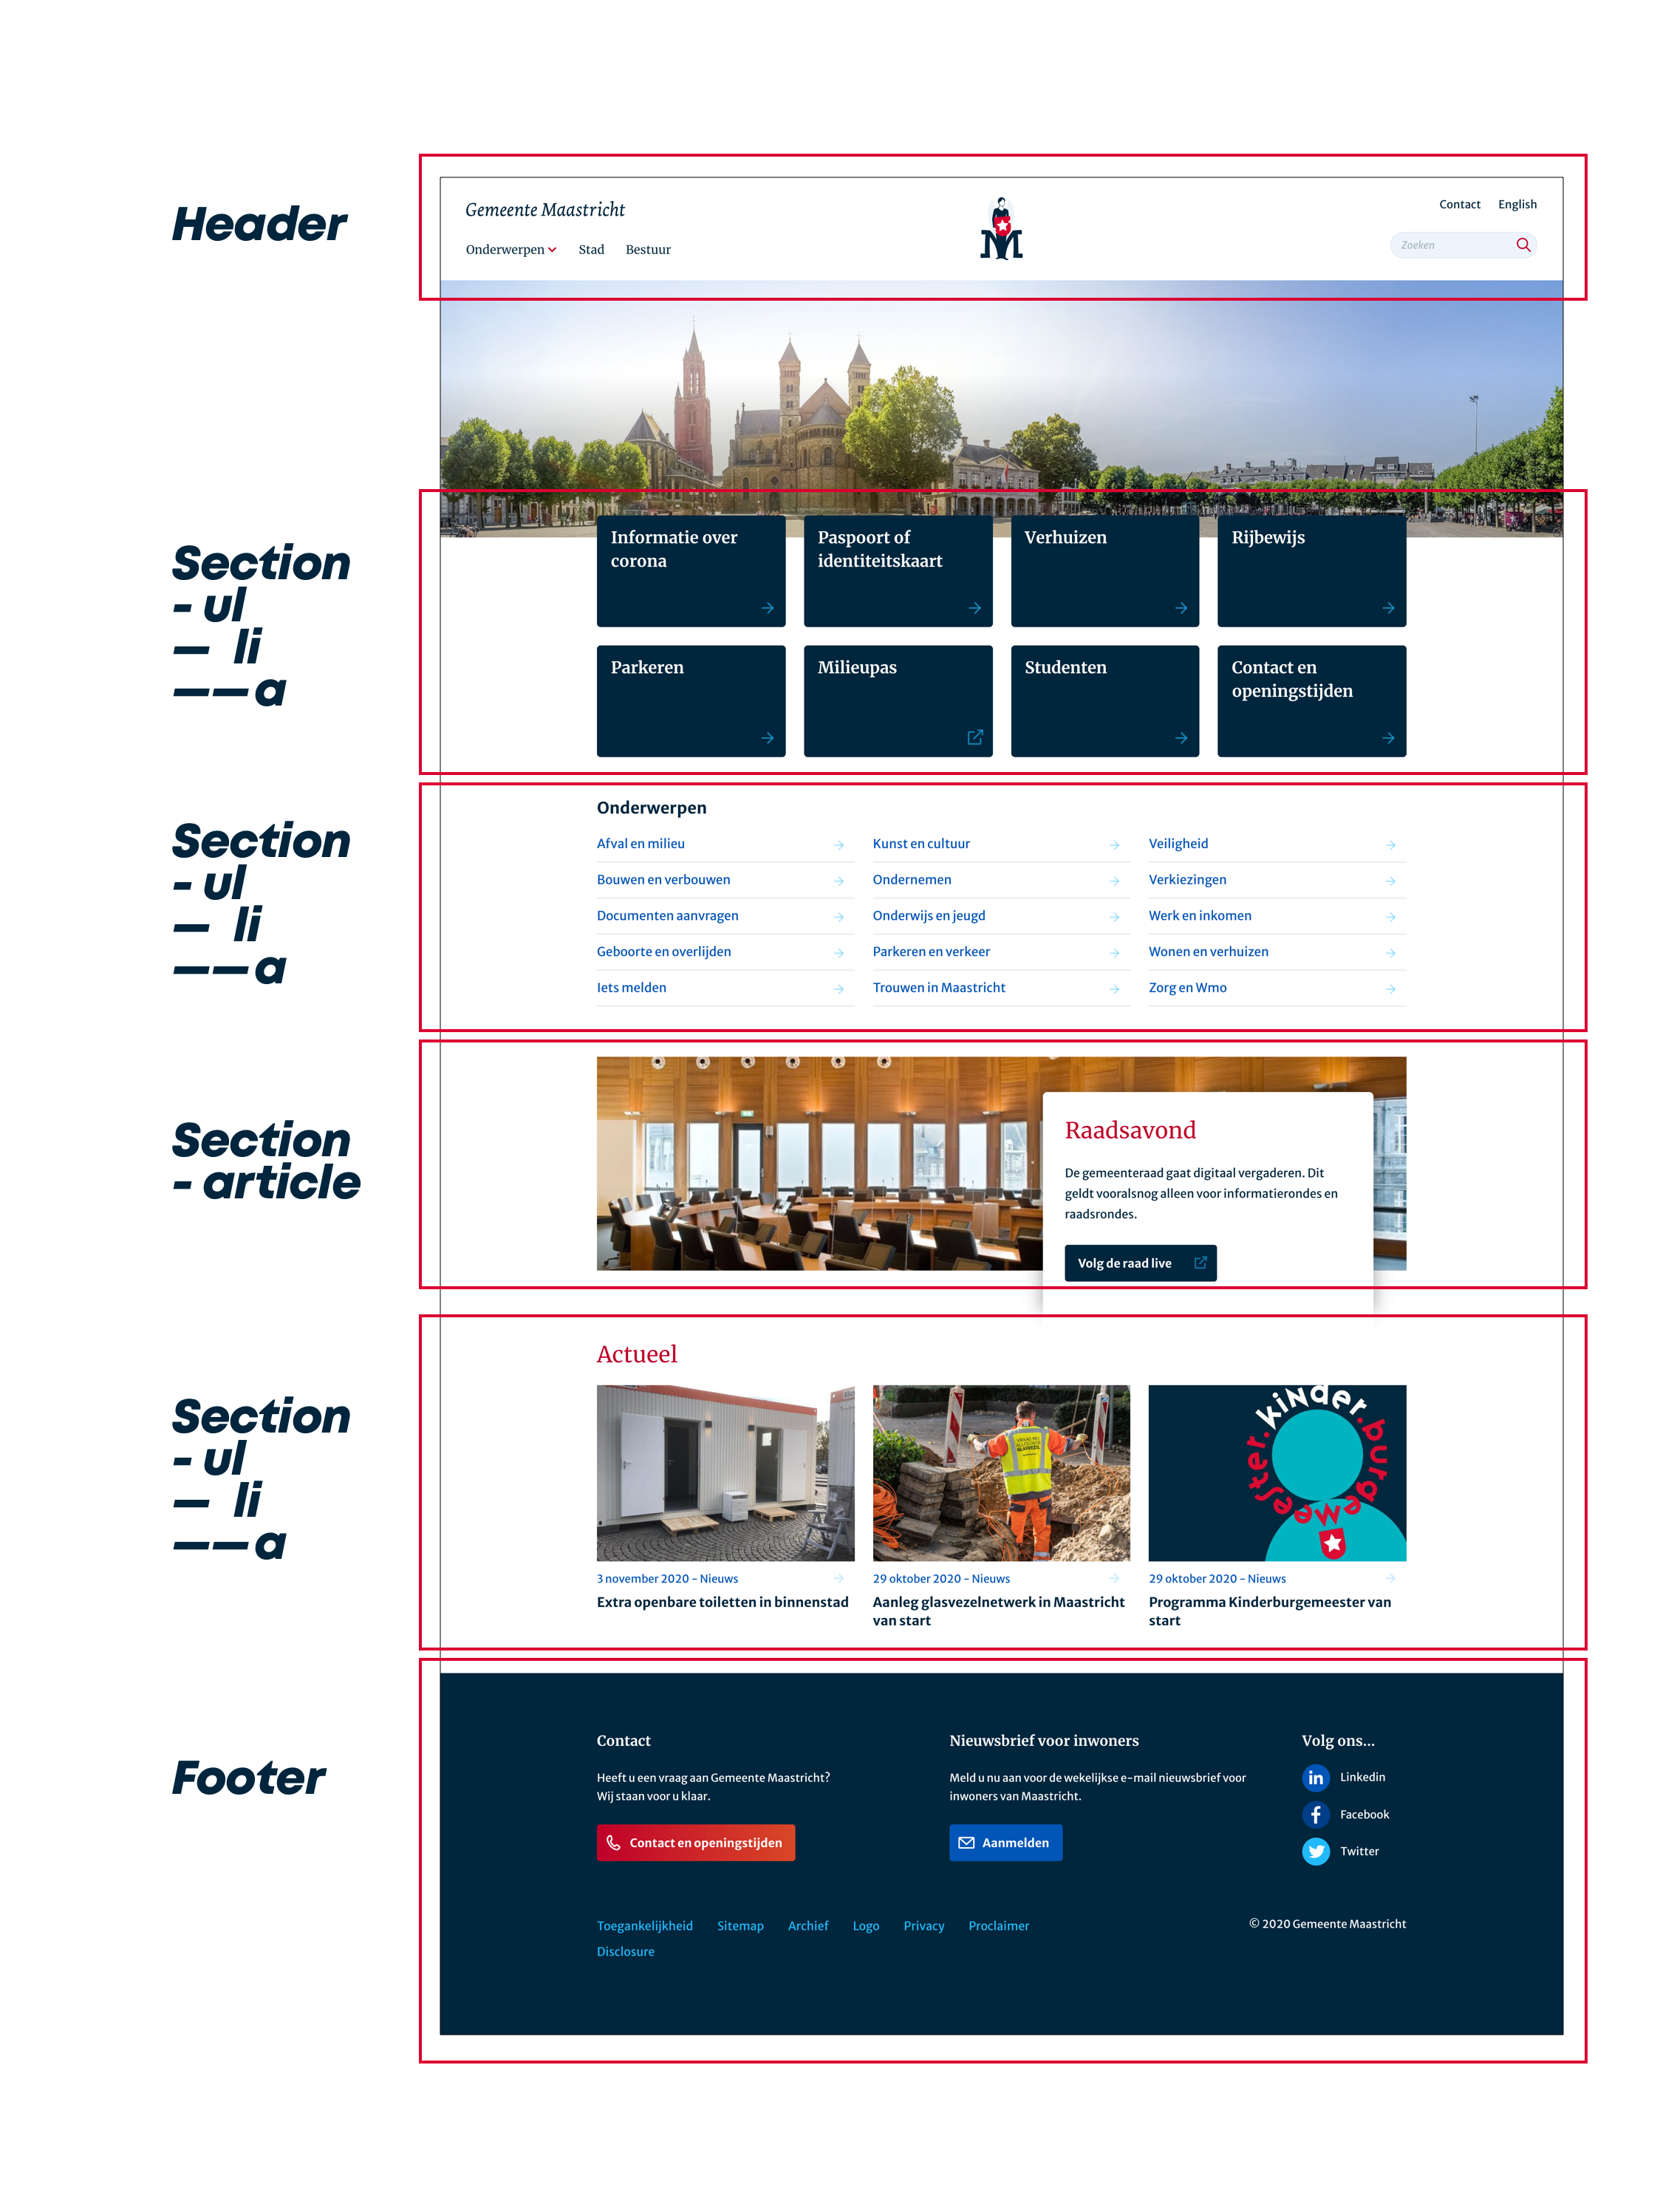 Header
Gemeente Maastricht
Contact English
Onderwerpen Stad Bestuur
Zoeken
Section
- ul
— li
——a
Informatie over
corona
Paspoort of
identiteitskaart
Verhuizen
Rijbewijs
Parkeren
Milieupas
Studenten
Contact en
openingstijden
Section
- ul
— li
——a
Onderwerpen
Afval en milieu
Bouwen en verbouwen
Documenten aanvragen
Geboorte en overlijden
Iets melden
Kunst en cultuur
Ondernemen
Onderwijs en jeugd
Parkeren en verkeer
Trouwen in Maastricht
Veiligheid
Verkiezingen
Werk en inkomen
Wonen en verhuizen
Zorg en Wmo
Section
- article
Raadsavond
De gemeenteraad gaat digitaal vergaderen. Dit
geldt vooralsnog alleen voor informatierondes en
raadsrondes.
Volg de raad live
Section
- ul
— li
——a
Actueel
kinder.burgemeester.
3 november 2020 - Nieuws
Extra openbare toiletten in binnenstad
29 oktober 2020 - Nieuws
Aanleg glasvezelnetwerk in Maastricht
van start
29 oktober 2020 - Nieuws
Programma Kinderburgemeester van
start
Footer
Contact
Heeft u een vraag aan Gemeente Maastricht?
Wij staan voor u klaar.
Contact en openingstijden
Nieuwsbrief voor inwoners
Meld u nu aan voor de wekelijkse e-mail nieuwsbrief voor
inwoners van Maastricht.
Aanmelden
Volg ons...
Linkedin
Facebook
Twitter
Toegankelijkheid Sitemap Archief Logo Privacy Proclaimer
Disclosure
© 2020 Gemeente Maastricht